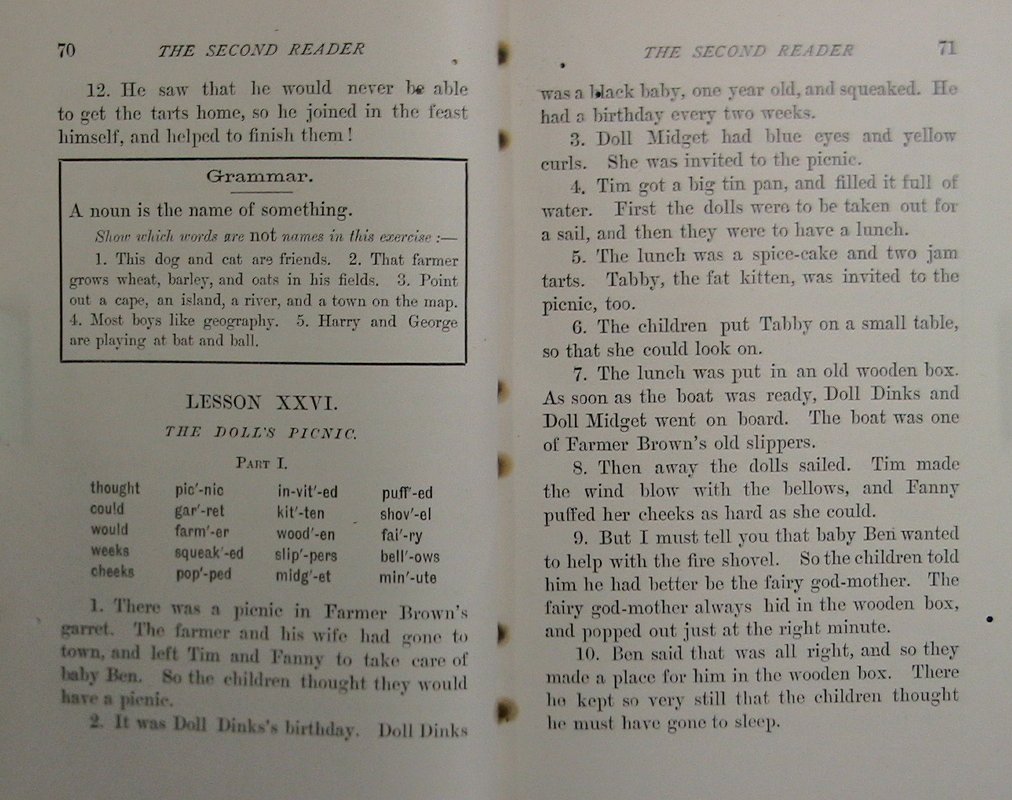 70 THE SECOND READER
12. He saw that he would never be able
to get the tarts home, so he joined in the feast
himself, and helped to finish them!
Grammar.
A noun is the name of something.
Show which words are not names in this exercise :—
1. This dog and cat are friends. 2. That farmer
grows wheat, barley, and oats in his fields. 3. Point
out a cape, an island, a river, and a town on the map.
4. Most boys like geography. 5. Harry and George
are playing at bat and ball.
LESSON XXVI.
THE DOLL'S PICNIC.
PART I.
thought pic'-nic in-vit'-ed puff'-ed
could gar'-ret kit'-ten shov'-el
would farm'-er wood'-en fai'-ry
weeks squeak'-ed slip'-pers bell'-ows
cheeks pop'-ped midg'-et min'-ute
1. There was a picnic in Farmer Brown's
garret. The farmer and his wife had gone to
town, and left Tim and Fanny to take care of
baby Ben. So the children thought they would
have a picnic.
2. It was Doll Dinks's birthday. Doll Dinks
THE SECOND READER 71
was a black baby, one year old, and squeaked. He
had a birthday every two weeks.
3. Doll Midget had blue eyes and yellow
curls. She was invited to the picnic.
4. Tim got a big tin pan, and filled it full of
water. First the dolls were to be taken out for
a sail, and then they were to have a lunch.
5. The lunch was a spice-cake and two jam
tarts. Tabby, the fat kitten, was invited to the
picnic, too.
6. The children put Tabby on a small table,
so that she could look on.
7. The lunch was put in an old wooden box.
As soon as the boat was ready, Doll Dinks and
Doll Midget went on board. The boat was one
of Farmer Brown's old slippers.
8. Then away the dolls sailed. Tim made
the wind blow with the bellows, and Fanny
puffed her cheeks as hard as she could.
9. But I must tell you that baby Ben wanted
to help with the fire shovel. So the children told
him he had better be the fairy god-mother. The
fairy god-mother always hid in the wooden box,
and popped out just at the right minute.
10. Ben said that was all right, and so they
made a place for him in the wooden box. There
he kept so very still that the children thought
he must have gone to sleep.